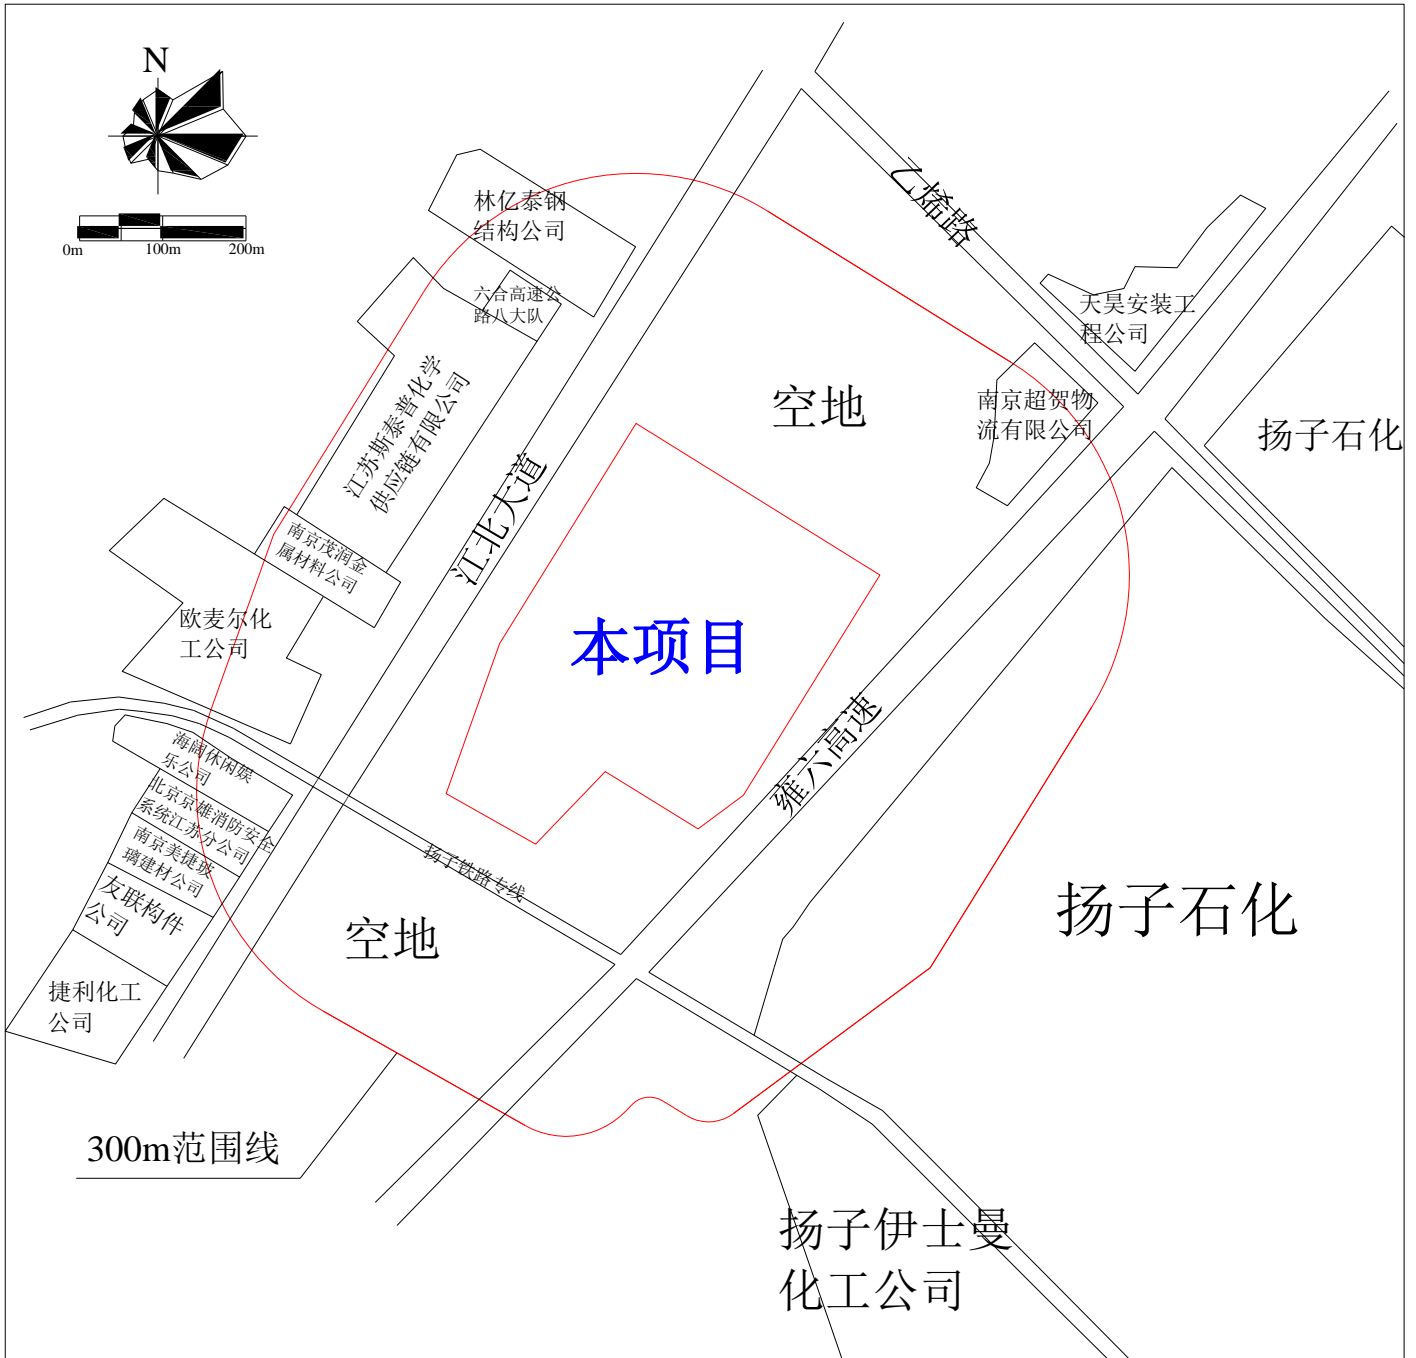 N
0m 100m 200m
林亿泰钢
结构公司
乙烯路
六合高速公
路八大队
天昊安装工
程公司
江苏斯泰普化学
供应链有限公司
空地
南京超贺物
流有限公司
扬子石化
江北大道
南京茂润金
属材料公司
欧麦尔化
工公司
本项目
雍六高速
海阔休闲娱
乐公司
北京京雄消防安全
系统江苏分公司
南京美捷玻
璃建材公司
扬子铁路专线
友联构件
公司
空地
扬子石化
捷利化工
公司
300m范围线
扬子伊士曼
化工公司